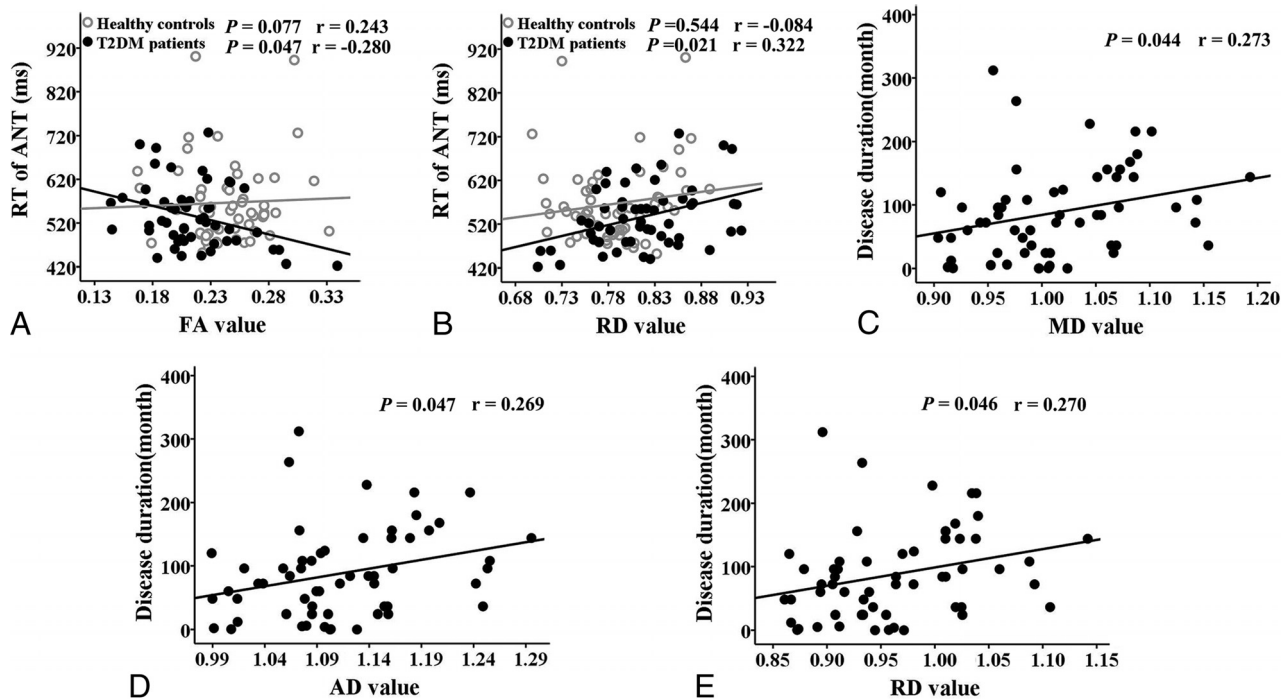 Healthy controls P = 0.077 r = 0.243
T2DM patients P = 0.047 r = -0.280
RT of ANT (ms)
920
820
720
620
520
420
0.13 0.18 0.23 0.28 0.33
A FA value
Healthy controls P =0.544 r = -0.084
T2DM patients P =0.021 r = 0.322
RT of ANT (ms)
920
820
720
620
520
420
0.68 0.73 0.78 0.83 0.88 0.93
B RD value
P = 0.044 r = 0.273
Disease duration(month)
400
300
200
100
0
0.90 0.95 1.00 1.05 1.10 1.15 1.20
C MD value
P = 0.047 r = 0.269
Disease duration(month)
400
300
200
100
0
0.99 1.04 1.09 1.14 1.19 1.24 1.29
D AD value
P = 0.046 r = 0.270
Disease duration(month)
400
300
200
100
0
0.85 0.90 0.95 1.00 1.05 1.10 1.15
E RD value